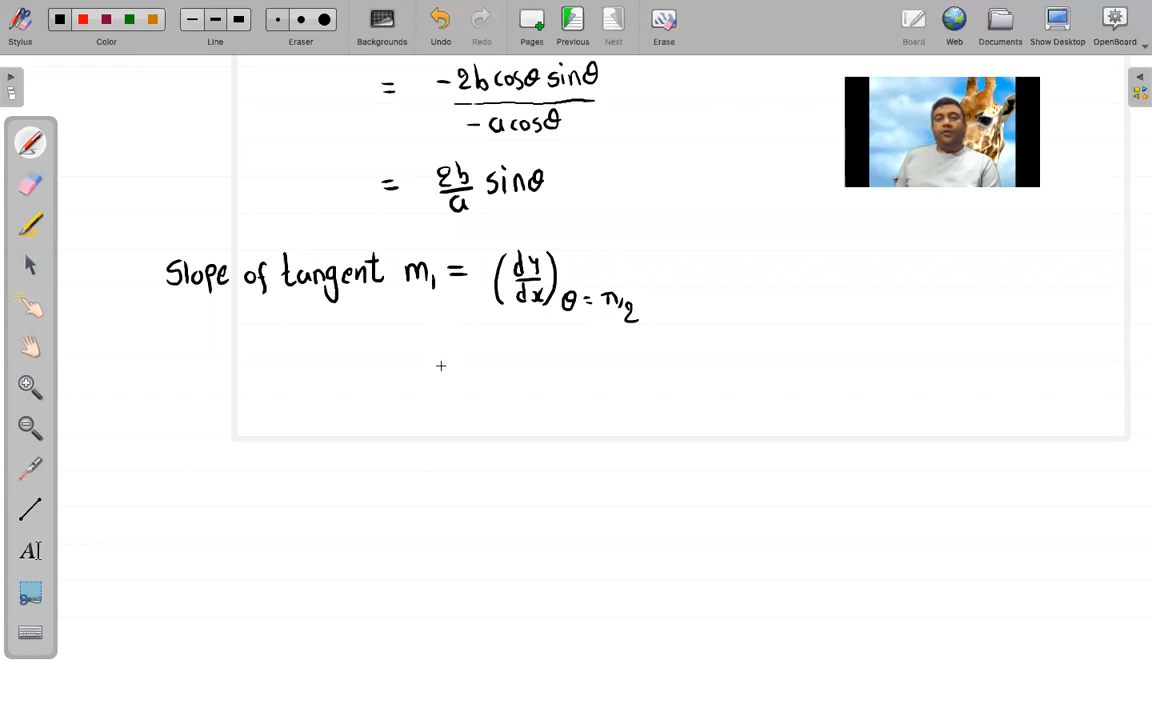 Stylus Color Line Eraser Backgrounds Undo Redo Pages Previous Next Erase Board Web Documents Show Desktop OpenBoard
= -2b cosθ sinθ / -a cosθ
= 2b/a sinθ
Slope of tangent m₁ = (dy/dx) θ = π/2